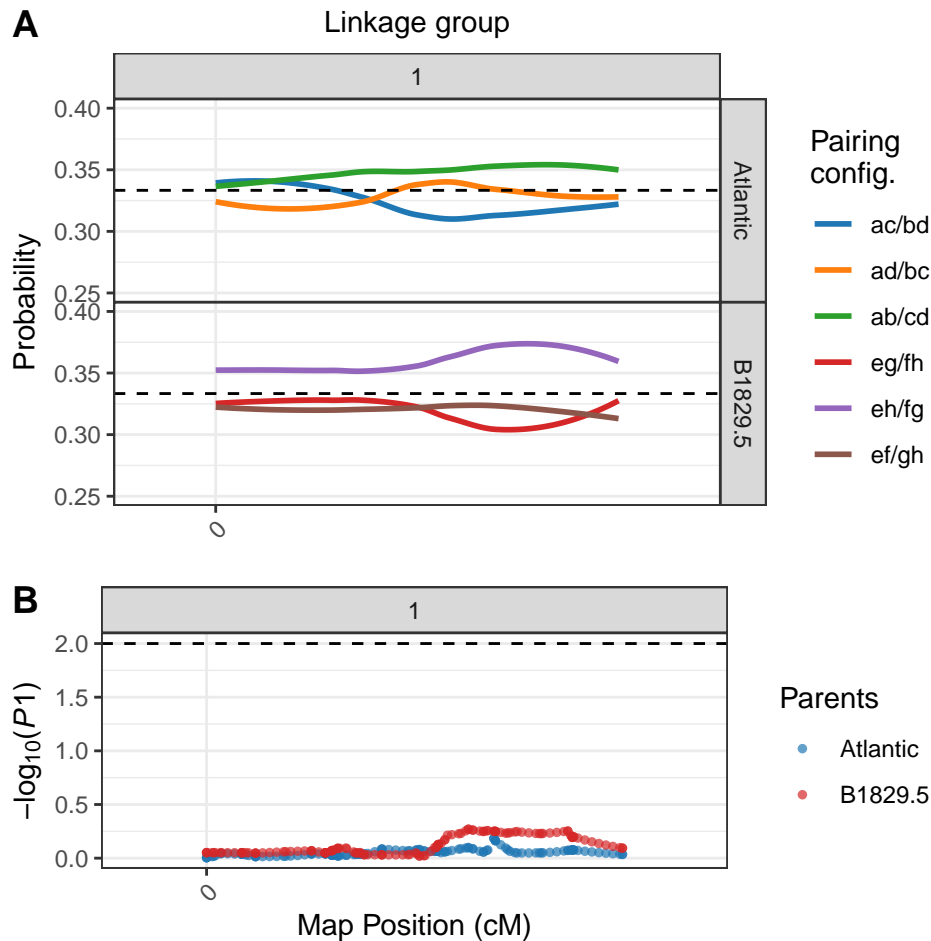 A
Linkage group
1
0.40
0.35
0.30
0.25
Atlantic
0.40
0.35
0.30
0.25
B1829.5
Probability
0
Pairing
config.
ac/bd
ad/bc
ab/cd
eg/fh
eh/fg
ef/gh
B
1
2.0
1.5
1.0
0.5
0.0
−log₁₀(P1)
0
Map Position (cM)
Parents
Atlantic
B1829.5